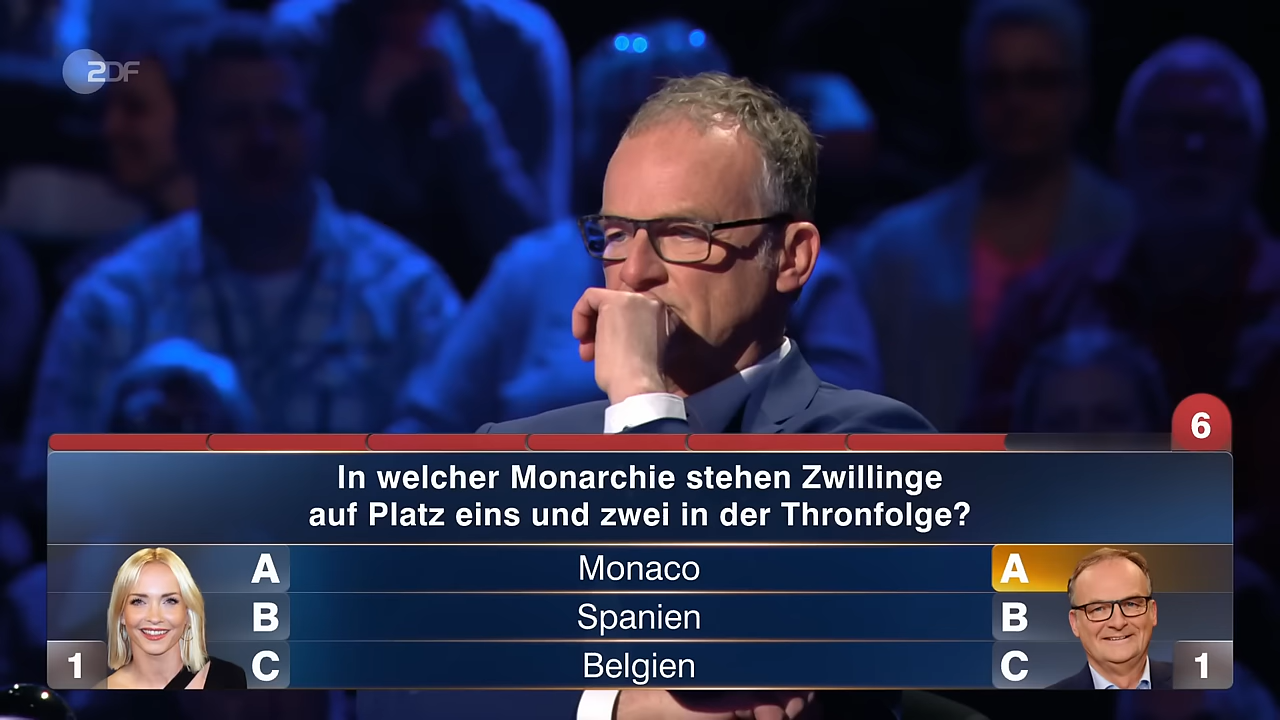 ZDF
6
In welcher Monarchie stehen Zwillinge
auf Platz eins und zwei in der Thronfolge?
A Monaco A
B Spanien B
1 C Belgien C 1